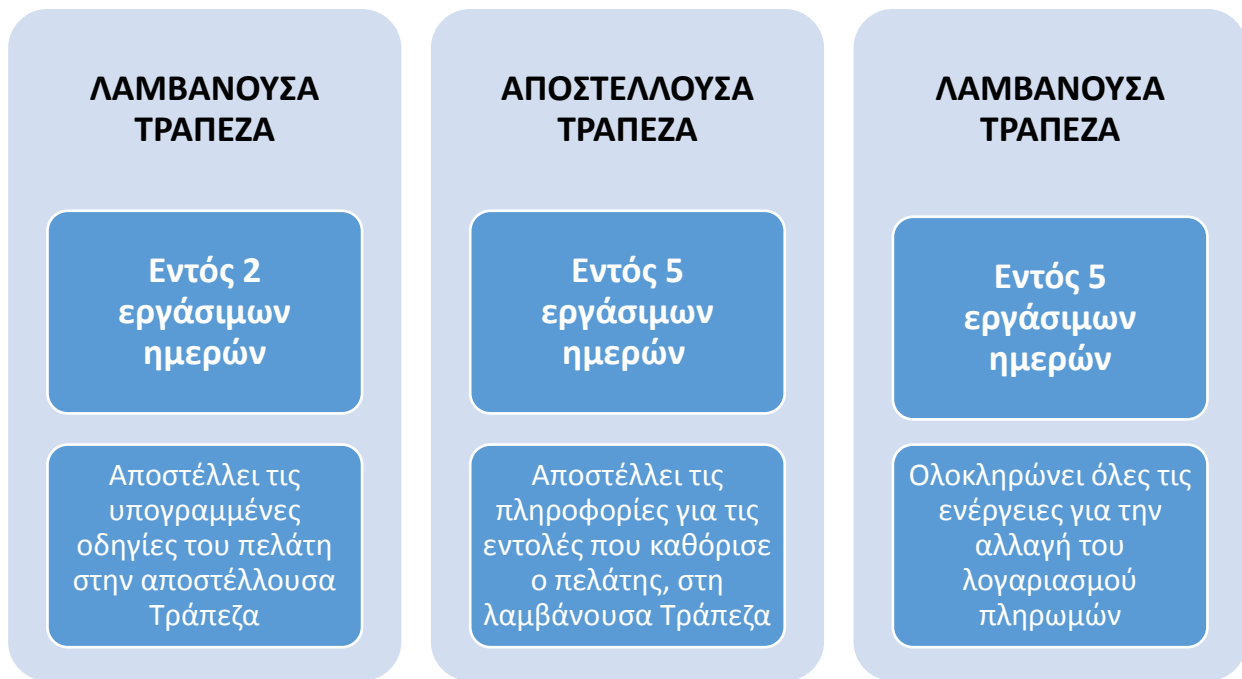 ΛΑΜΒΑΝΟΥΣΑ
ΤΡΑΠΕΖΑ
Εντός 2
εργάσιμων
ημερών
Αποστέλλει τις
υπογραμμένες
οδηγίες του πελάτη
στην αποστέλλουσα
Τράπεζα
ΑΠΟΣΤΕΛΛΟΥΣΑ
ΤΡΑΠΕΖΑ
Εντός 5
εργάσιμων
ημερών
Αποστέλλει τις
πληροφορίες για τις
εντολές που καθόρισε
ο πελάτης, στη
λαμβάνουσα Τράπεζα
ΛΑΜΒΑΝΟΥΣΑ
ΤΡΑΠΕΖΑ
Εντός 5
εργάσιμων
ημερών
Ολοκληρώνει όλες τις
ενέργειες για την
αλλαγή του
λογαριασμού
πληρωμών